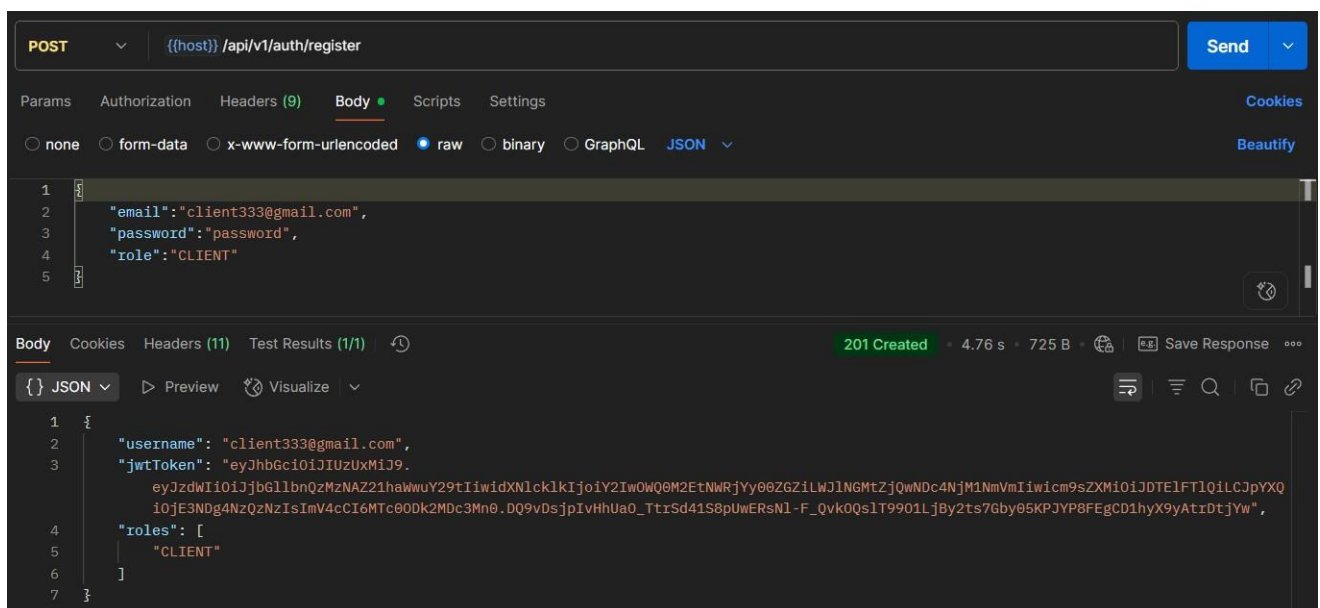 POST {{host}} /api/v1/auth/register Send
Params Authorization Headers (9) Body Scripts Settings Cookies
none form-data x-www-form-urlencoded raw binary GraphQL JSON Beautify
1 {
2 "email":"client333@gmail.com",
3 "password":"password",
4 "role":"CLIENT"
5 }
Body Cookies Headers (11) Test Results (1/1) 201 Created 4.76 s 725 B e.g. Save Response
{} JSON Preview Visualize
1 {
2 "username": "client333@gmail.com",
3 "jwtToken": "eyJhbGciOiJIUzUxMiJ9.
eyJzdWIiOiJjbGllbnQzMzNAZ21haWwuY29tIiwidXNlcklkIjoiY2IwOWQ0M2EtNWRjYy00ZGZiLWJlNGMtZjQwNDc4NjM1NmVmIiwicm9sZXMiOiJDTElFTlQiLCJpYXQ
iOjE3NDg4NzQzNzIsImV4cCI6MTc0ODk2MDc3Mn0.DQ9vDsjpIvHhUaO_TtrSd41S8pUwERsNl-F_QvkOQslT99O1LjBy2ts7Gby05KPJYP8FEgCD1hyX9yAtrDtjYw",
4 "roles": [
5 "CLIENT"
6 ]
7 }